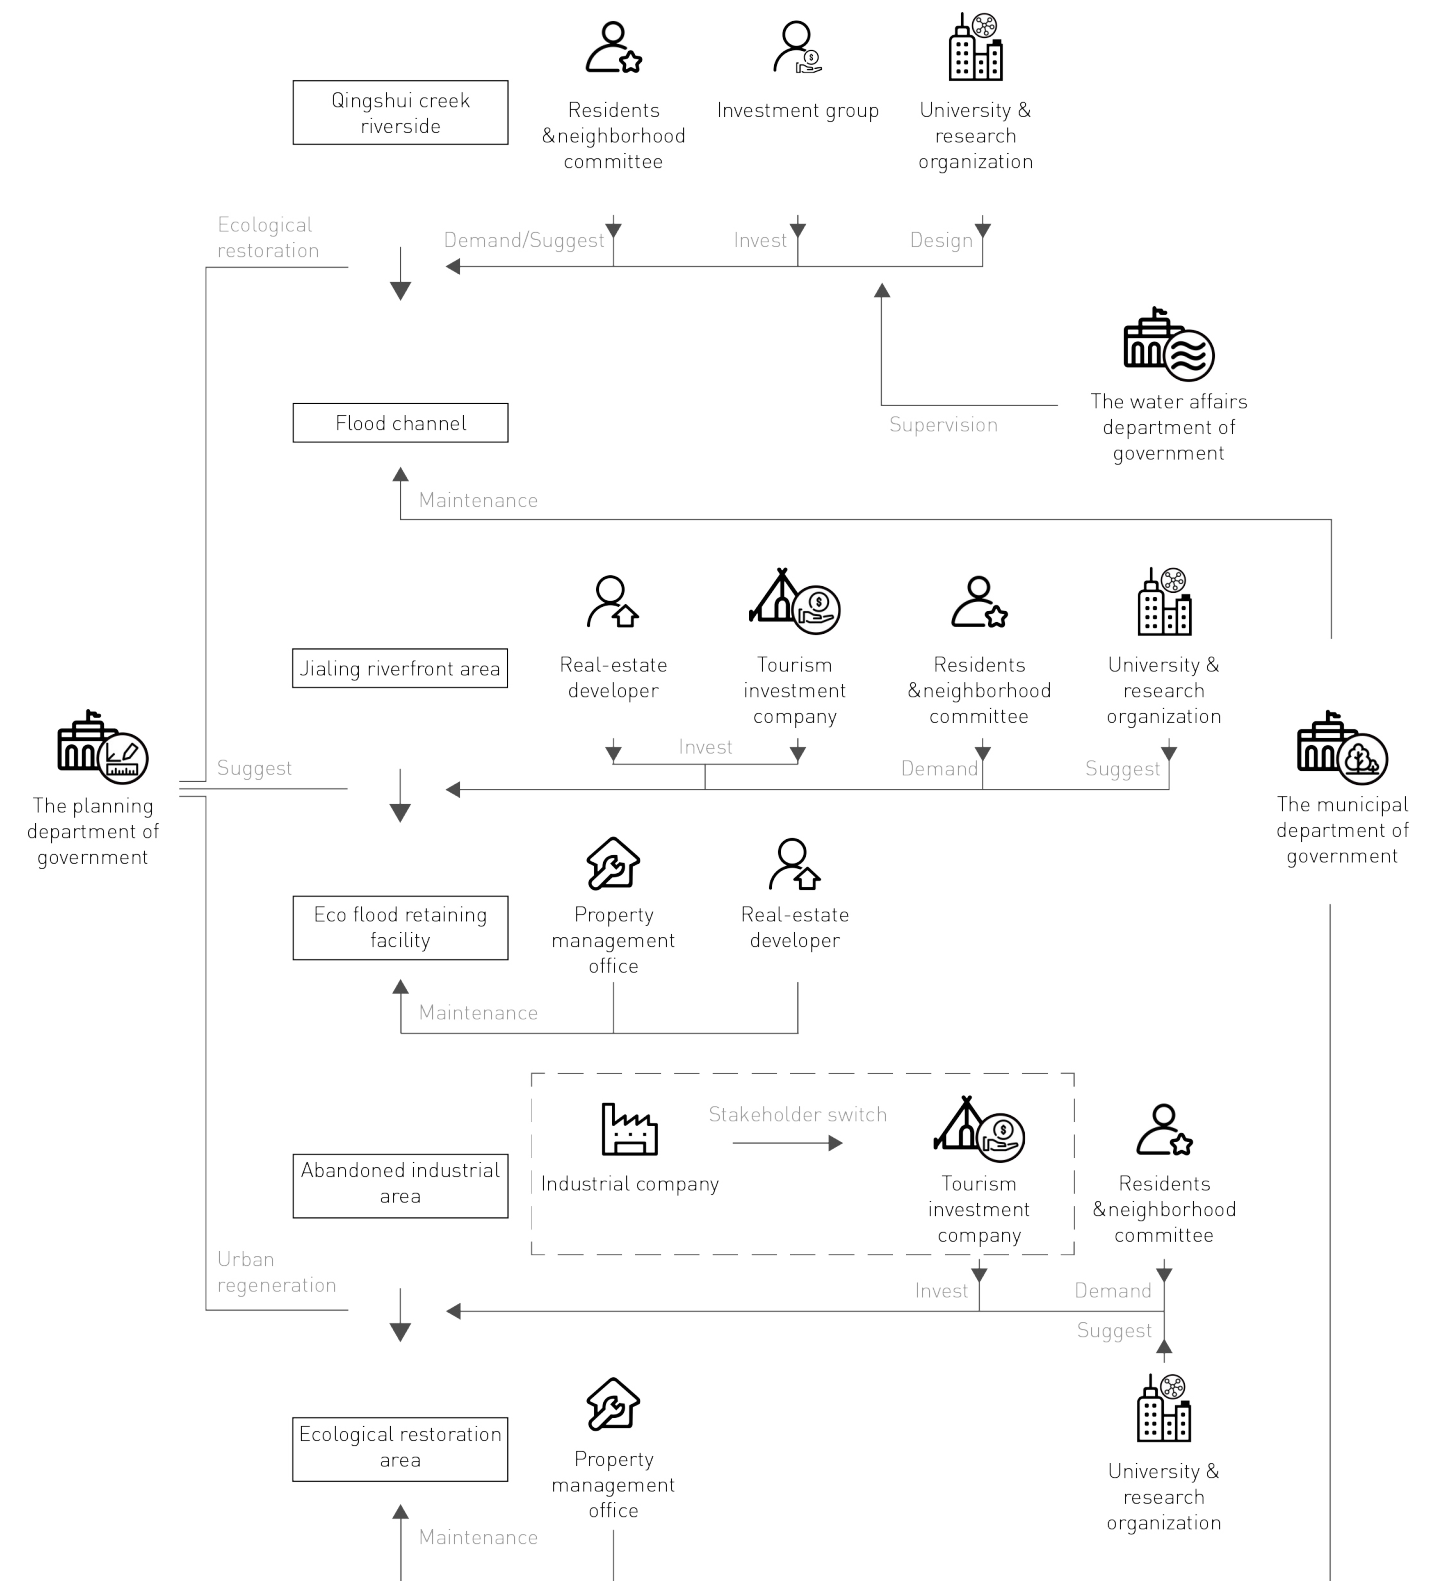 Qingshui creek
riverside
Residents
&neighborhood
committee
Investment group
University &
research
organization
Ecological
restoration
Demand/Suggest
Invest
Design
The water affairs
department of
government
Supervision
Flood channel
Maintenance
Jialing riverfront area
Real-estate
developer
Tourism
investment
company
Residents
&neighborhood
committee
University &
research
organization
Invest
Demand
Suggest
Suggest
The planning
department of
government
The municipal
department of
government
Eco flood retaining
facility
Property
management
office
Real-estate
developer
Maintenance
Abandoned industrial
area
Industrial company
Stakeholder switch
Tourism
investment
company
Residents
&neighborhood
committee
Urban
regeneration
Invest
Demand
Suggest
Ecological restoration
area
Property
management
office
University &
research
organization
Maintenance